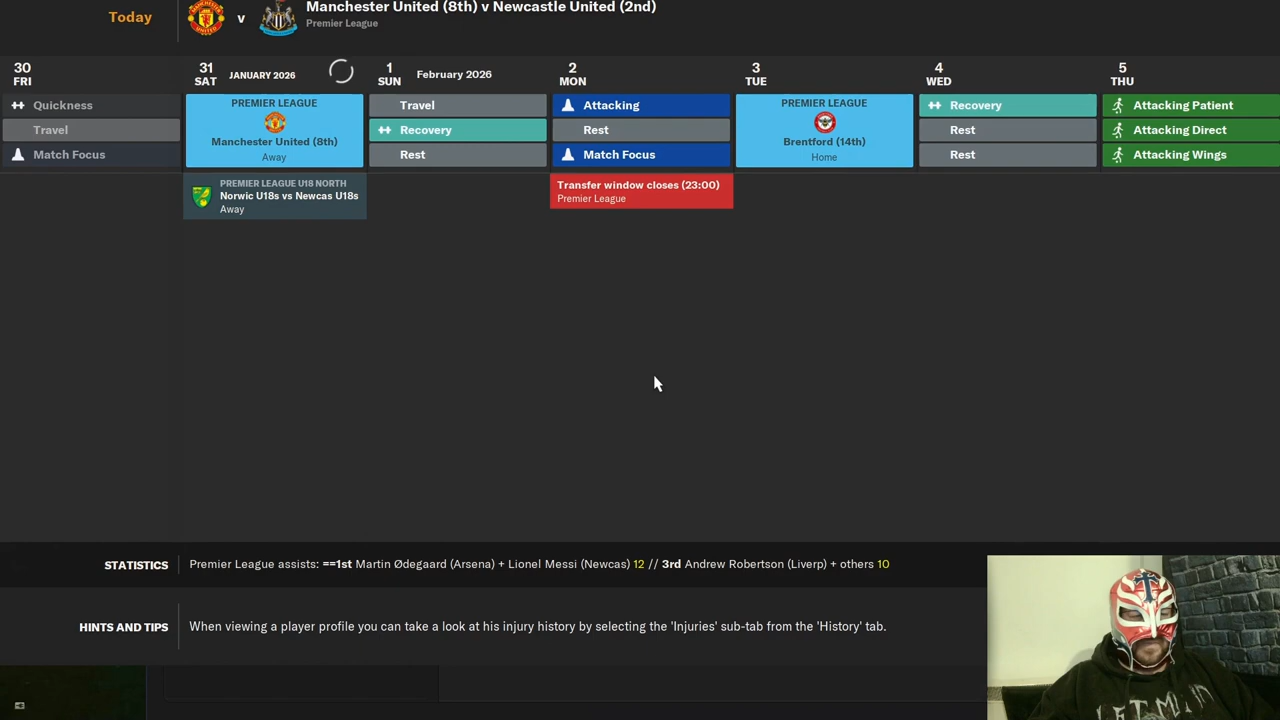 Today
Manchester United (8th) v Newcastle United (2nd)
v
Premier League
30
FRI
31
SAT
JANUARY 2026
1
SUN
February 2026
2
MON
3
TUE
4
WED
5
THU
Quickness
Travel
Match Focus
PREMIER LEAGUE
Manchester United (8th)
Away
Travel
Recovery
Rest
Attacking
Rest
Match Focus
PREMIER LEAGUE
Brentford (14th)
Home
Recovery
Rest
Rest
Attacking Patient
Attacking Direct
Attacking Wings
PREMIER LEAGUE U18 NORTH
Norwic U18s vs Newcas U18s
Away
Transfer window closes (23:00)
Premier League
STATISTICS
Premier League assists: ==1st Martin Ødegaard (Arsena) + Lionel Messi (Newcas) 12 // 3rd Andrew Robertson (Liverp) + others 10
HINTS AND TIPS
When viewing a player profile you can take a look at his injury history by selecting the 'Injuries' sub-tab from the 'History' tab.